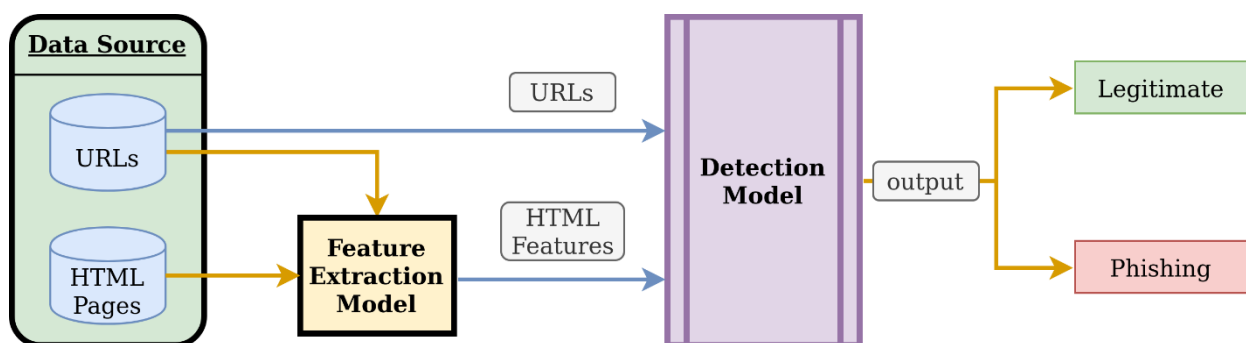 Data Source
URLs
HTML
Pages
Feature
Extraction
Model
URLs
HTML
Features
Detection
Model
output
Legitimate
Phishing